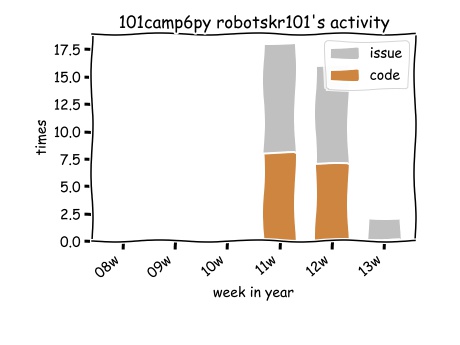 101camp6py robotskr101's activity
issue
code
17.5
15.0
12.5
10.0
7.5
5.0
2.5
0.0
times
08w
09w
10w
11w
12w
13w
week in year